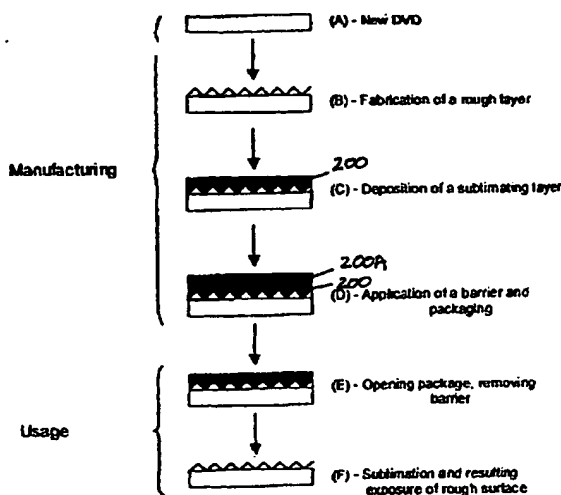 (A) - New DVD
(B) - Fabrication of a rough layer
Manufacturing
200
(C) - Deposition of a sublimating layer
200A
200
(D) - Application of a barrier and
packaging
(E) - Opening package, removing
barrier
Usage
(F) - Sublimation and resulting
exposure of rough surface